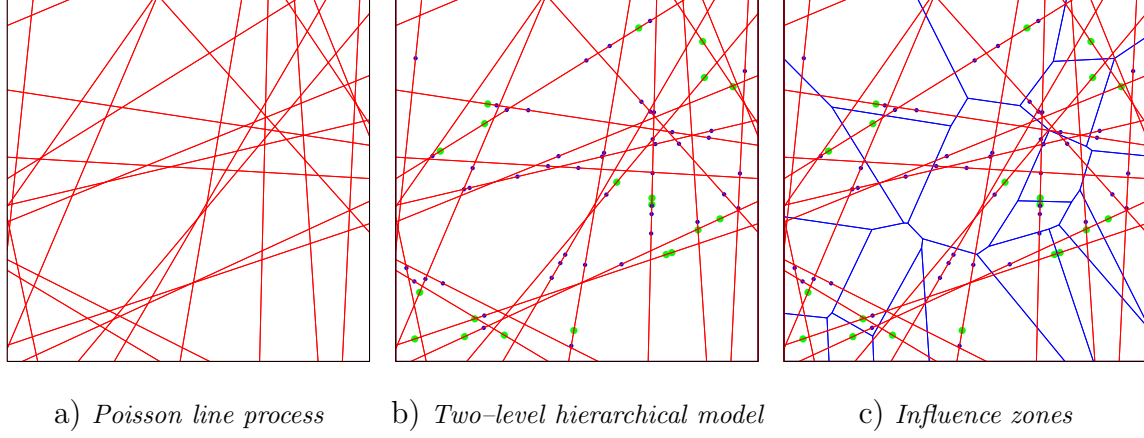 a) Poisson line process
b) Two–level hierarchical model
c) Influence zones